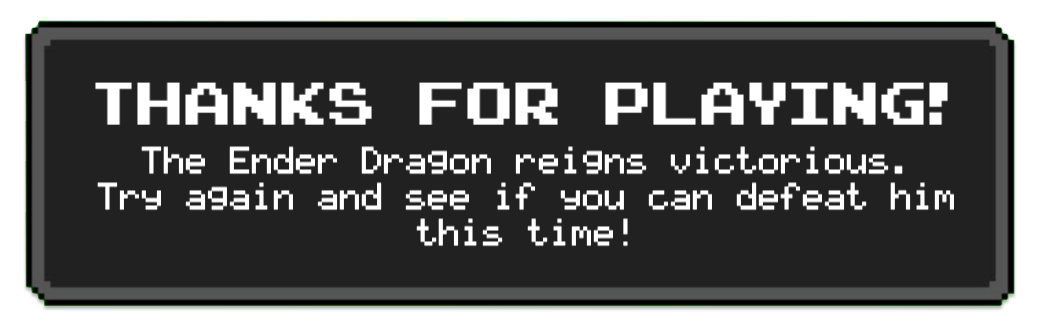 THANKS FOR PLAYING!
The Ender Dragon reigns victorious.
Try again and see if you can defeat him
this time!